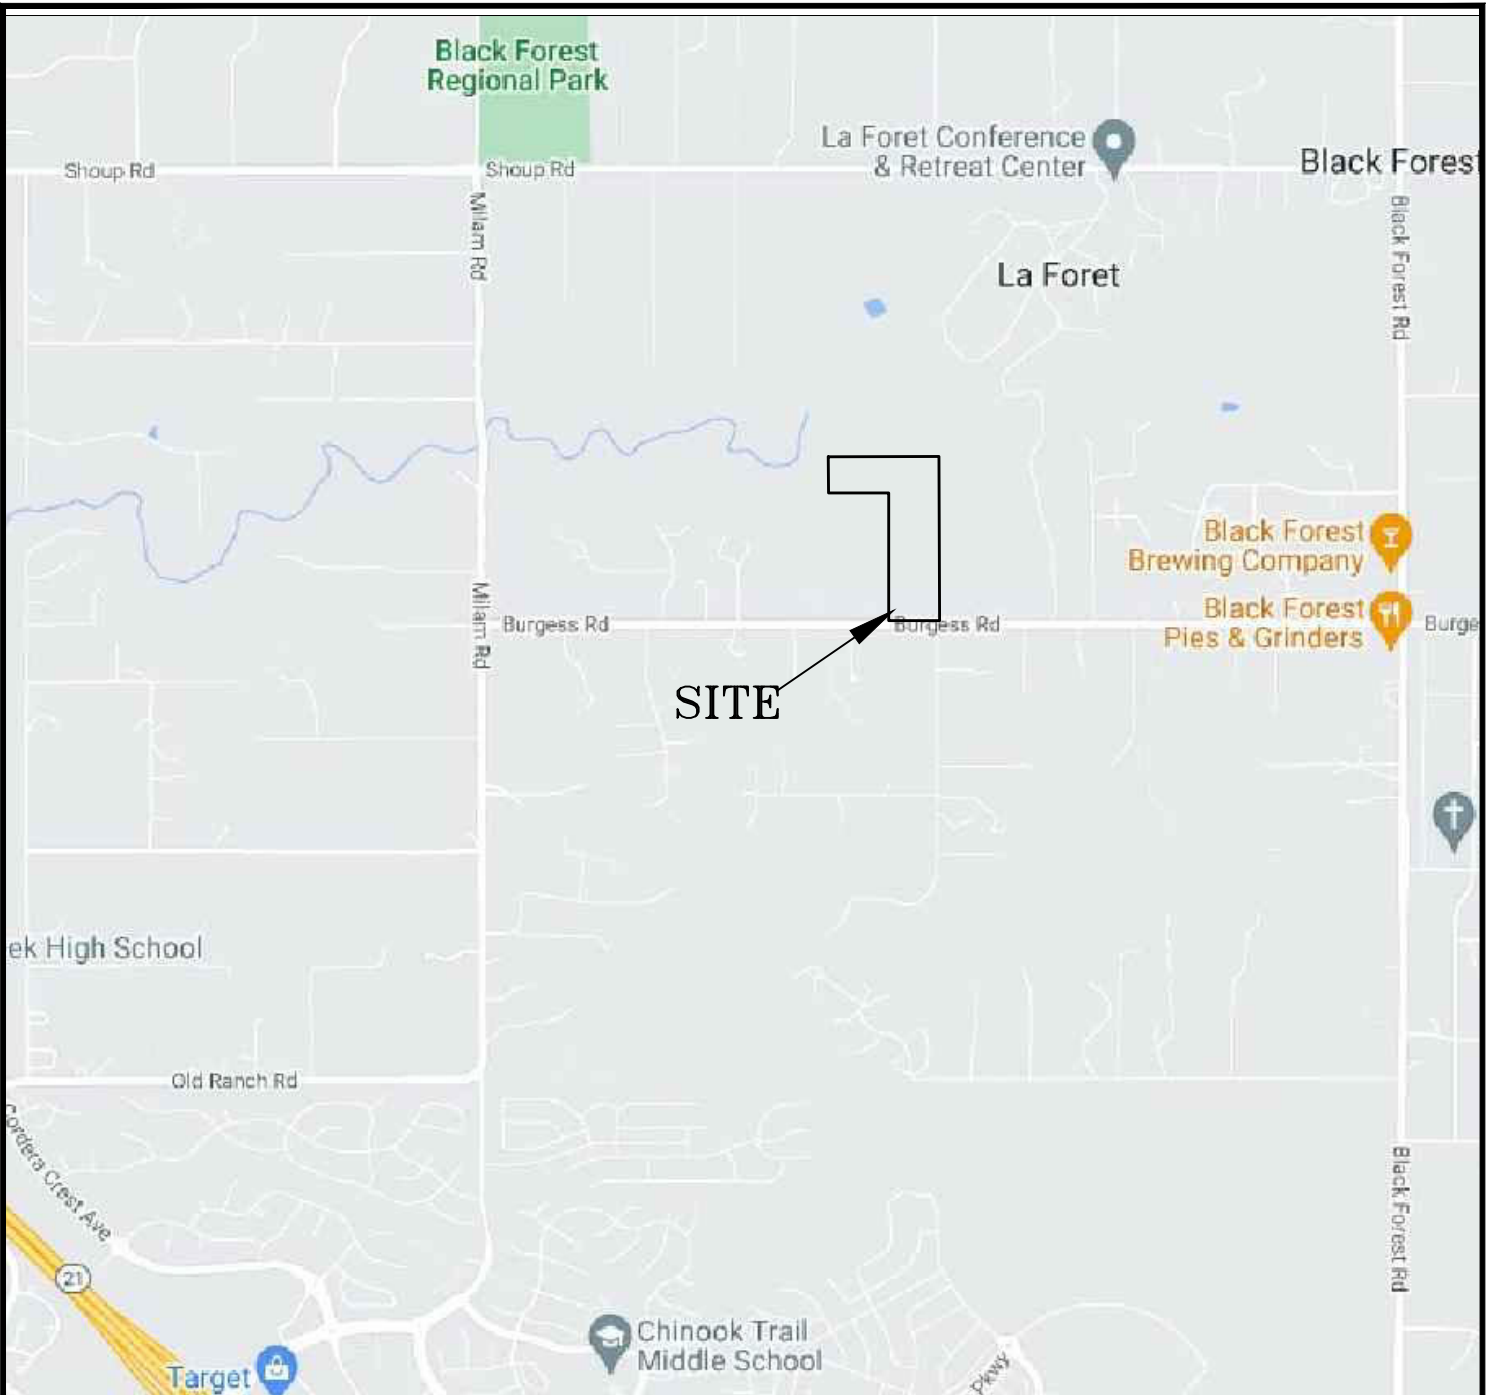 Black Forest
Regional Park
La Foret Conference
& Retreat Center
Black Forest
Shoup Rd
Shoup Rd
Milam Rd
Black Forest Rd
La Foret
Black Forest
Brewing Company
Black Forest
Pies & Grinders
Milam Rd
Burgess Rd
Burgess Rd
Burge
SITE
ek High School
Old Ranch Rd
Cordera Crest Ave
Black Forest Rd
21
Chinook Trail
Middle School
Target
Pkwy